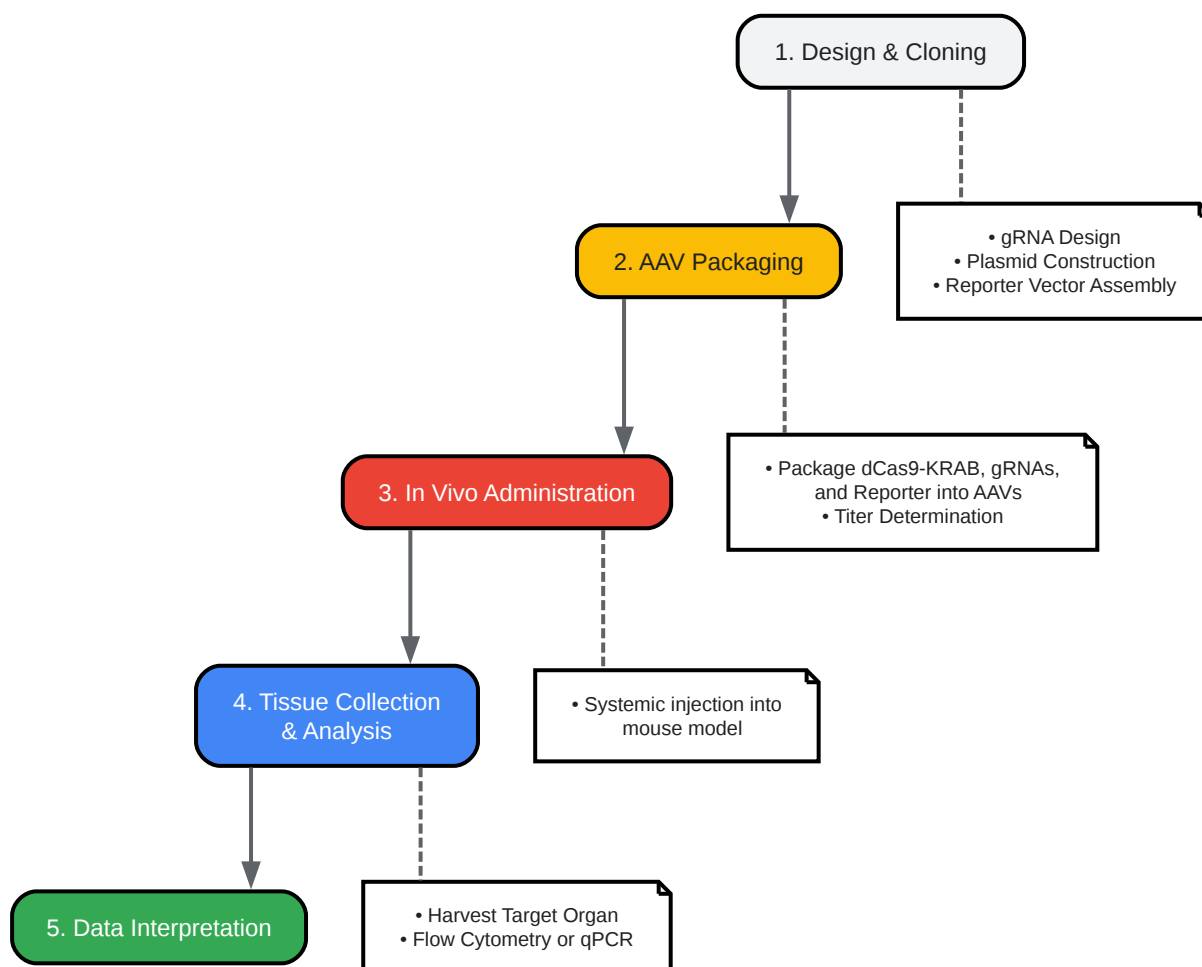 1. Design & Cloning
• gRNA Design
• Plasmid Construction
• Reporter Vector Assembly
2. AAV Packaging
• Package dCas9-KRAB, gRNAs,
and Reporter into AAVs
• Titer Determination
3. In Vivo Administration
• Systemic injection into
mouse model
4. Tissue Collection
& Analysis
• Harvest Target Organ
• Flow Cytometry or qPCR
5. Data Interpretation